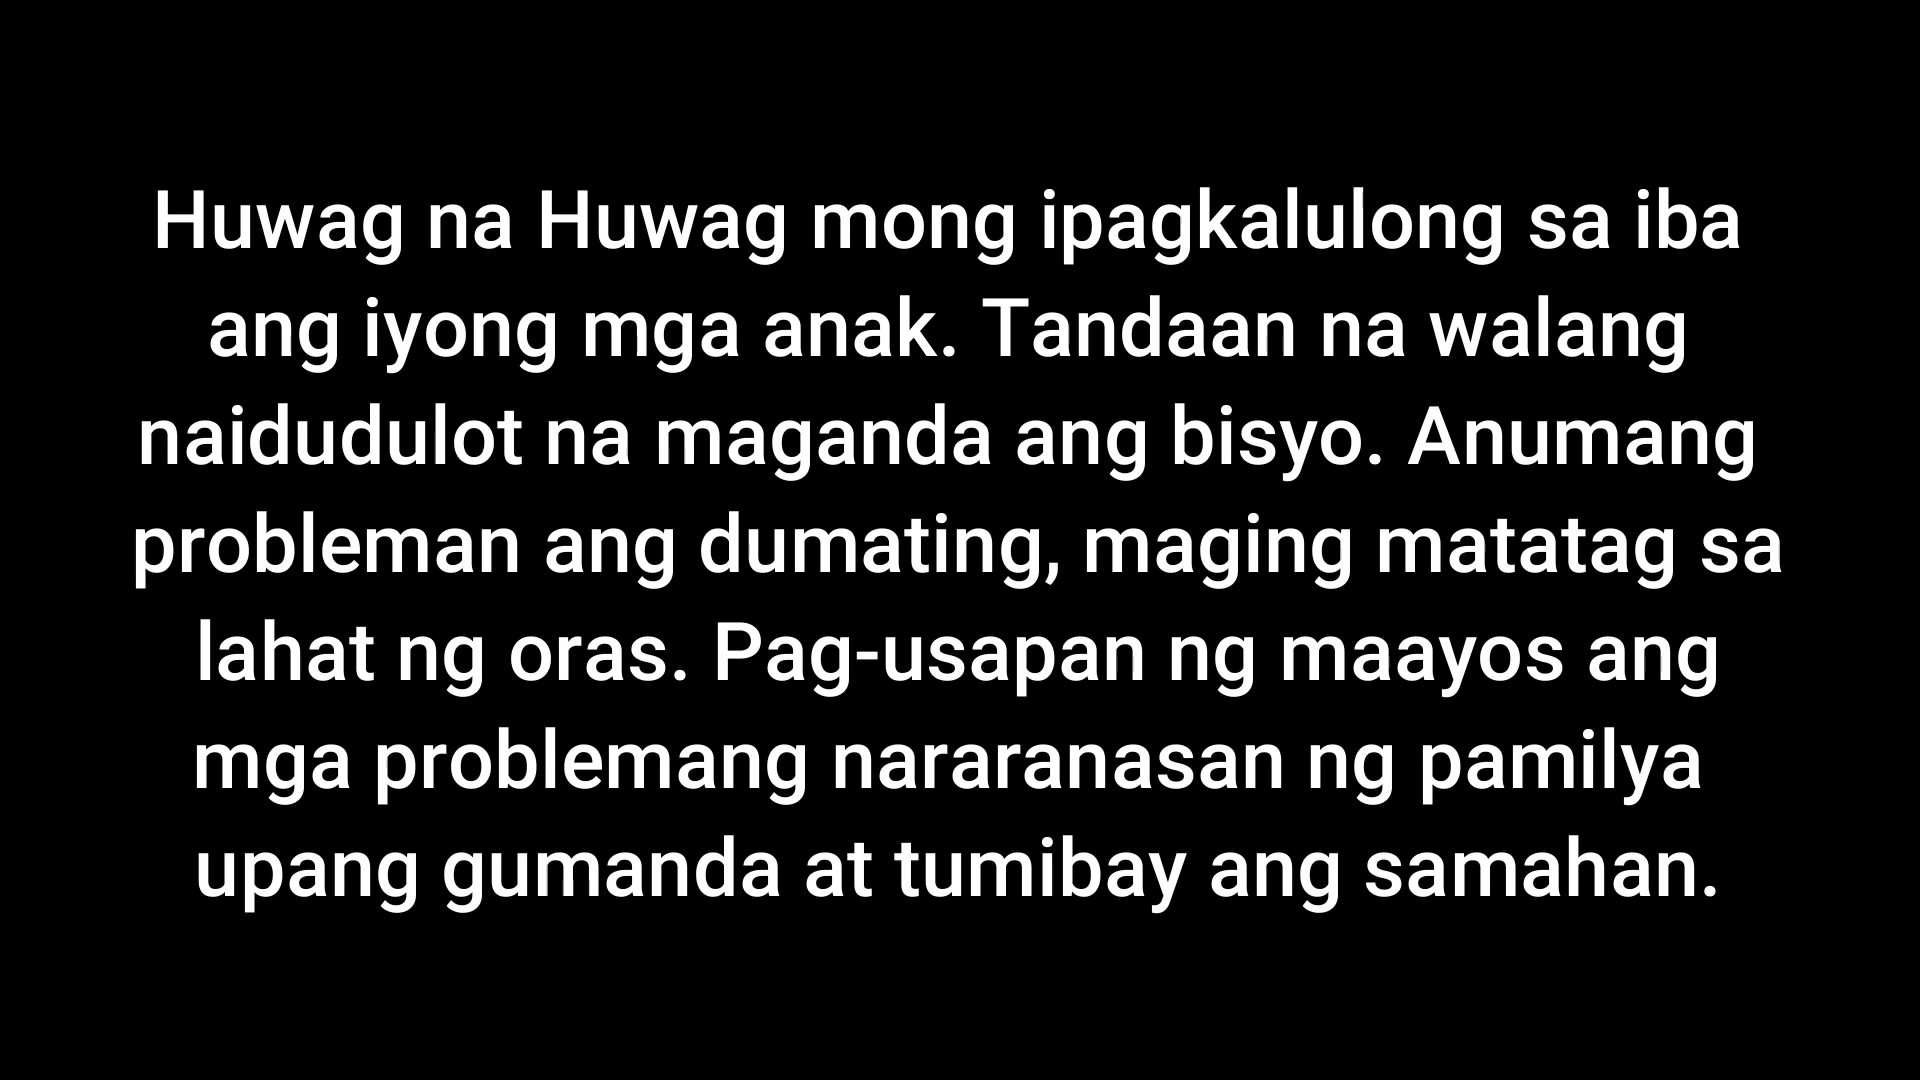 Huwag na Huwag mong ipagkalulong sa iba
ang iyong mga anak. Tandaan na walang
naidudulot na maganda ang bisyo. Anumang
probleman ang dumating, maging matatag sa
lahat ng oras. Pag-usapan ng maayos ang
mga problemang nararanasan ng pamilya
upang gumanda at tumibay ang samahan.